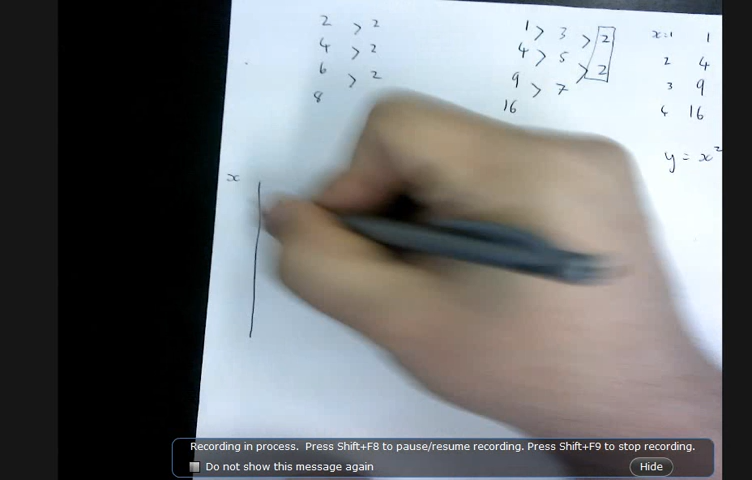 2 > 2
4 > 2
6 > 2
8
1 > 3 > 2
4 > 5 > 2
9 > 7
16
x=1 1
2 4
3 9
4 16
y = x²
x
Recording in process. Press Shift+F8 to pause/resume recording. Press Shift+F9 to stop recording.
Do not show this message again
Hide